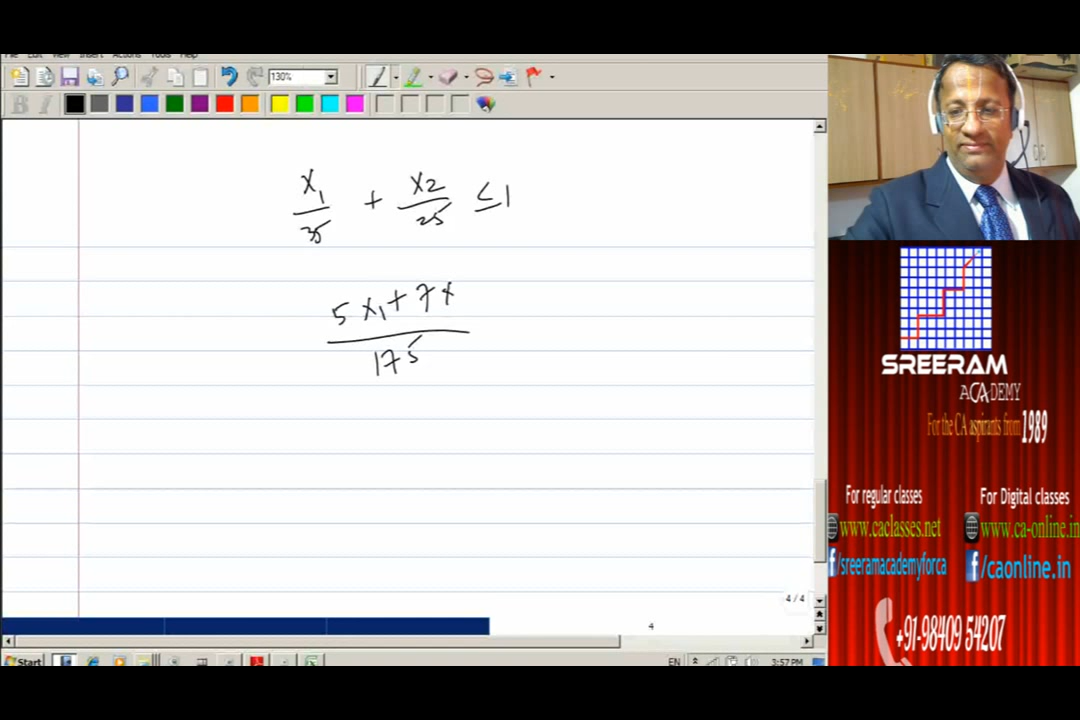 130%
B I
x₁/35 + x₂/25 ≤ 1
5x₁ + 7x
175
4 / 4
4
Start
EN
3:57 PM
SREERAM
ACADEMY
For the CA aspirants from 1989
For regular classes
www.caclasses.net
/sreeramacademyforca
For Digital classes
www.ca-online.in
/caonline.in
+91-98409 54207